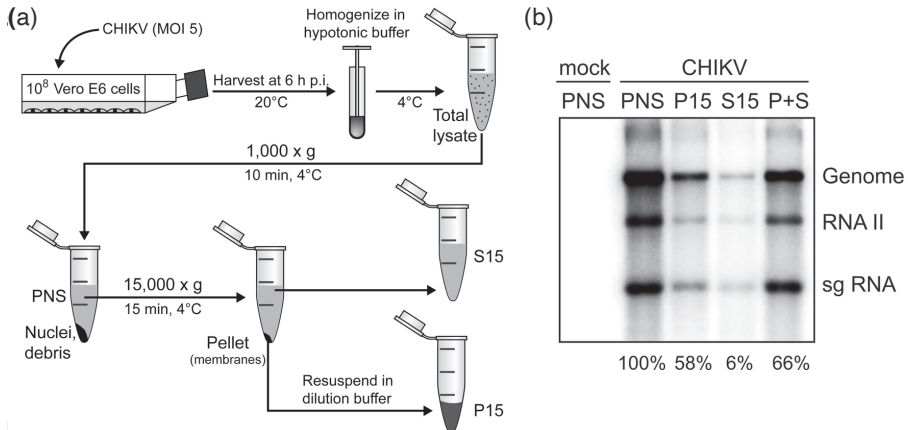 (a)
CHIKV (MOI 5)
10⁸ Vero E6 cells
Harvest at 6 h p.i.
20°C
Homogenize in
hypotonic buffer
4°C
Total
lysate
1,000 x g
10 min, 4°C
PNS
Nuclei,
debris
15,000 x g
15 min, 4°C
Pellet
(membranes)
S15
Resuspend in
dilution buffer
P15
(b)
mock CHIKV
PNS PNS P15 S15 P+S
Genome
RNA II
sg RNA
100% 58% 6% 66%